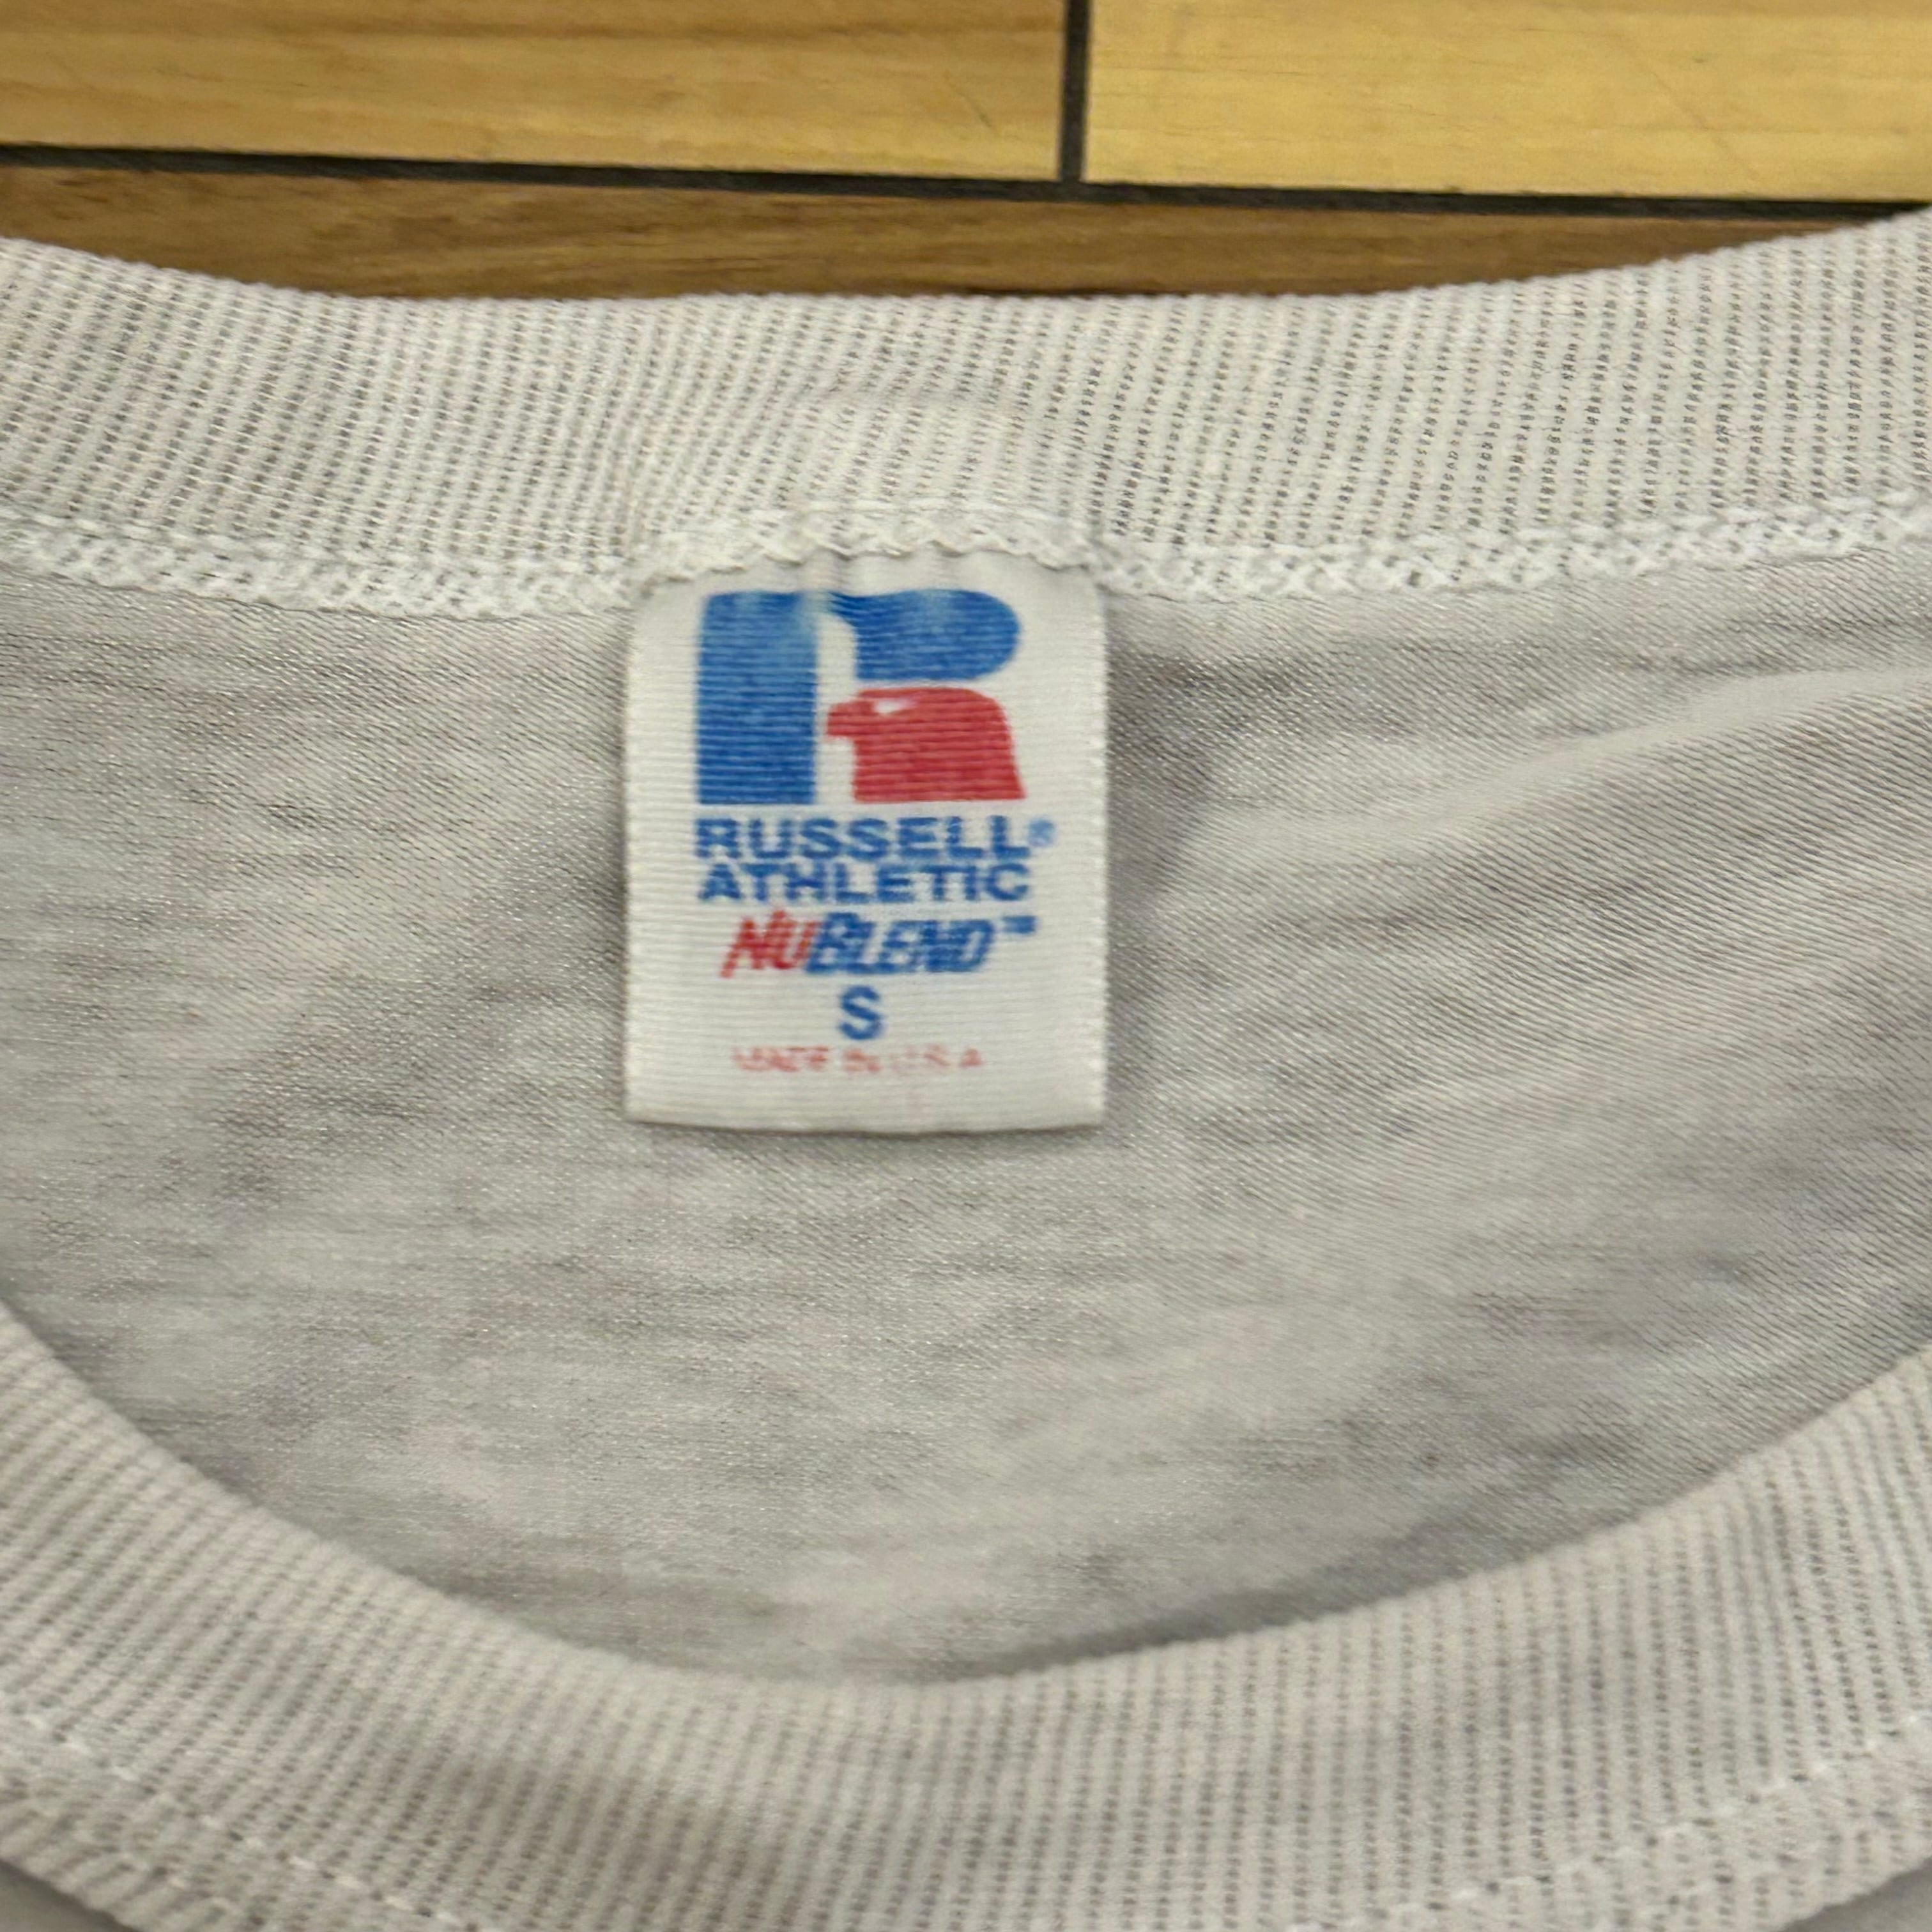 RUSSELL®
ATHLETIC
NUBLEND™
S
MADE IN U.S.A